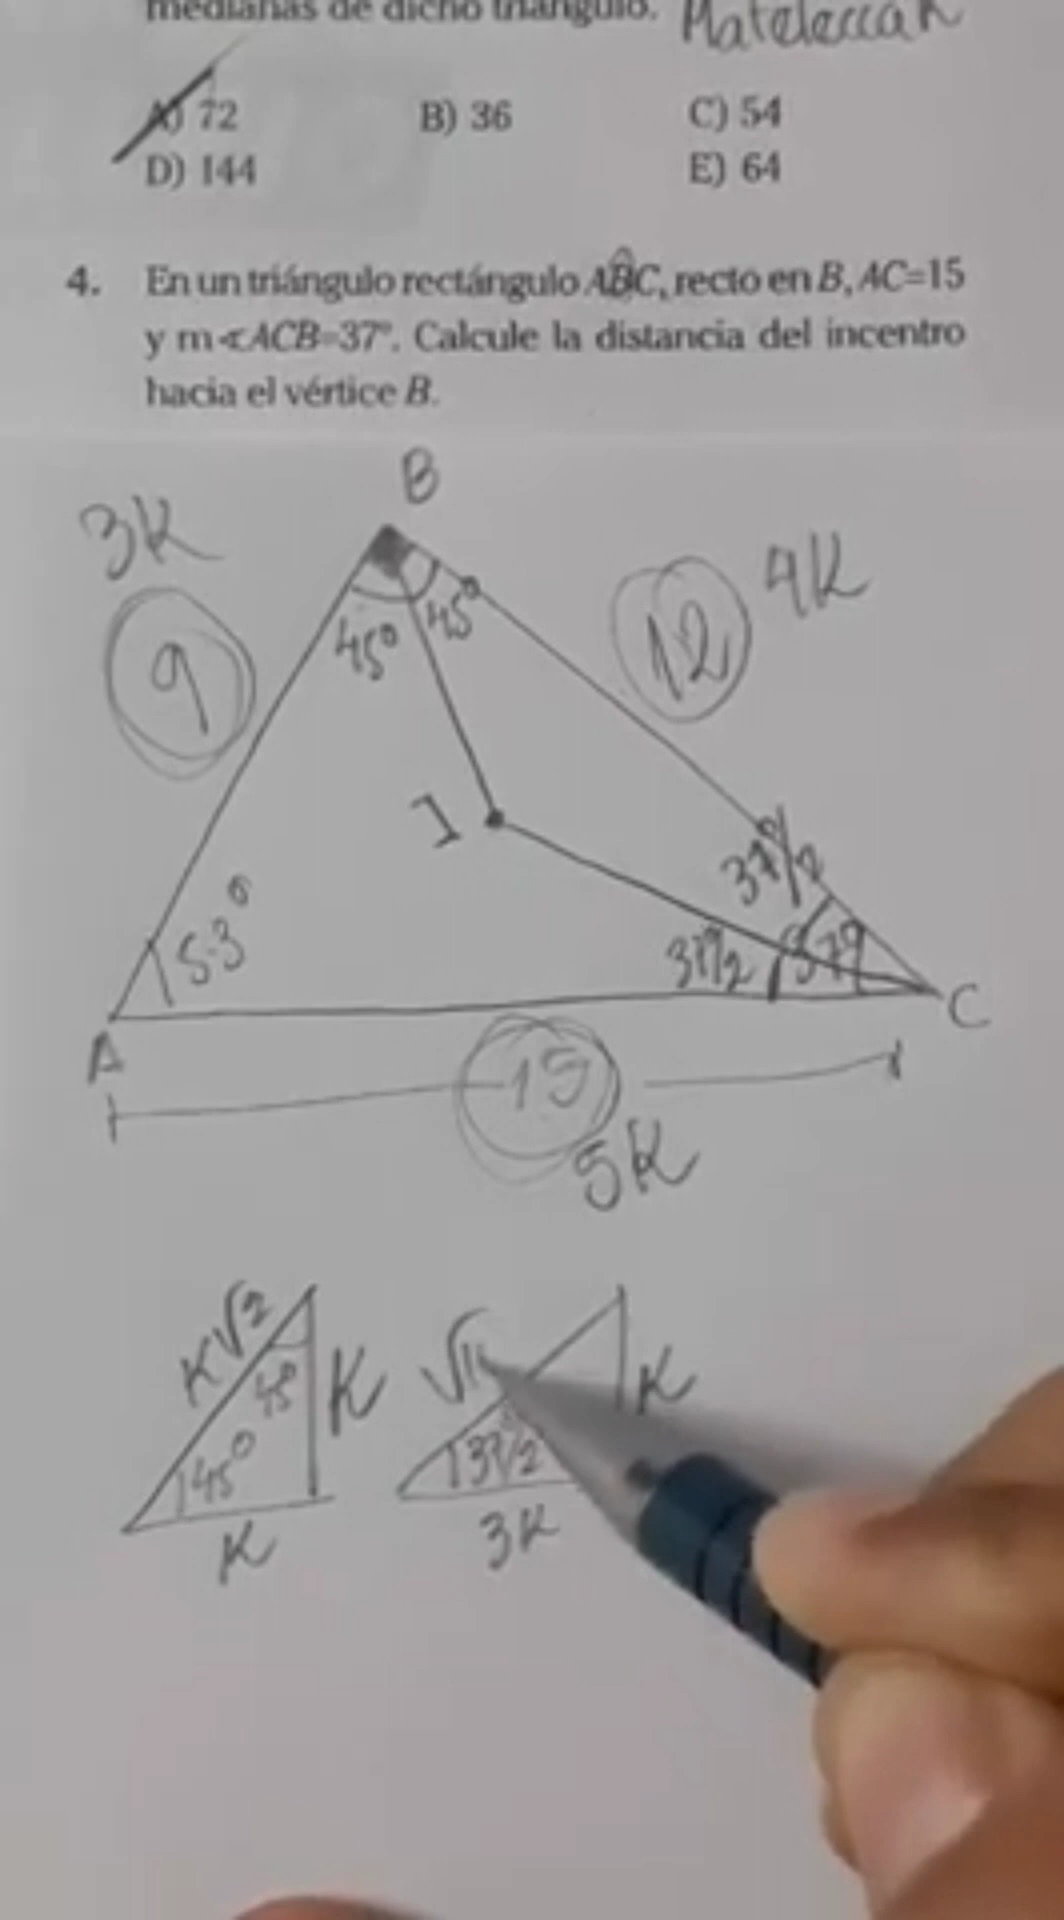 medianas de dicho triángulo. Mateleccan
A) 72 B) 36 C) 54
D) 144 E) 64
4. En un triángulo rectángulo ABC, recto en B, AC=15
y m∢ACB=37°. Calcule la distancia del incentro
hacia el vértice B.
B
3K
4K
9
12
45° 45°
I
37°/2
53°
37°/2 37°
A
C
15
5K
K√2
45°
K
45°
K
K
37°/2
3K